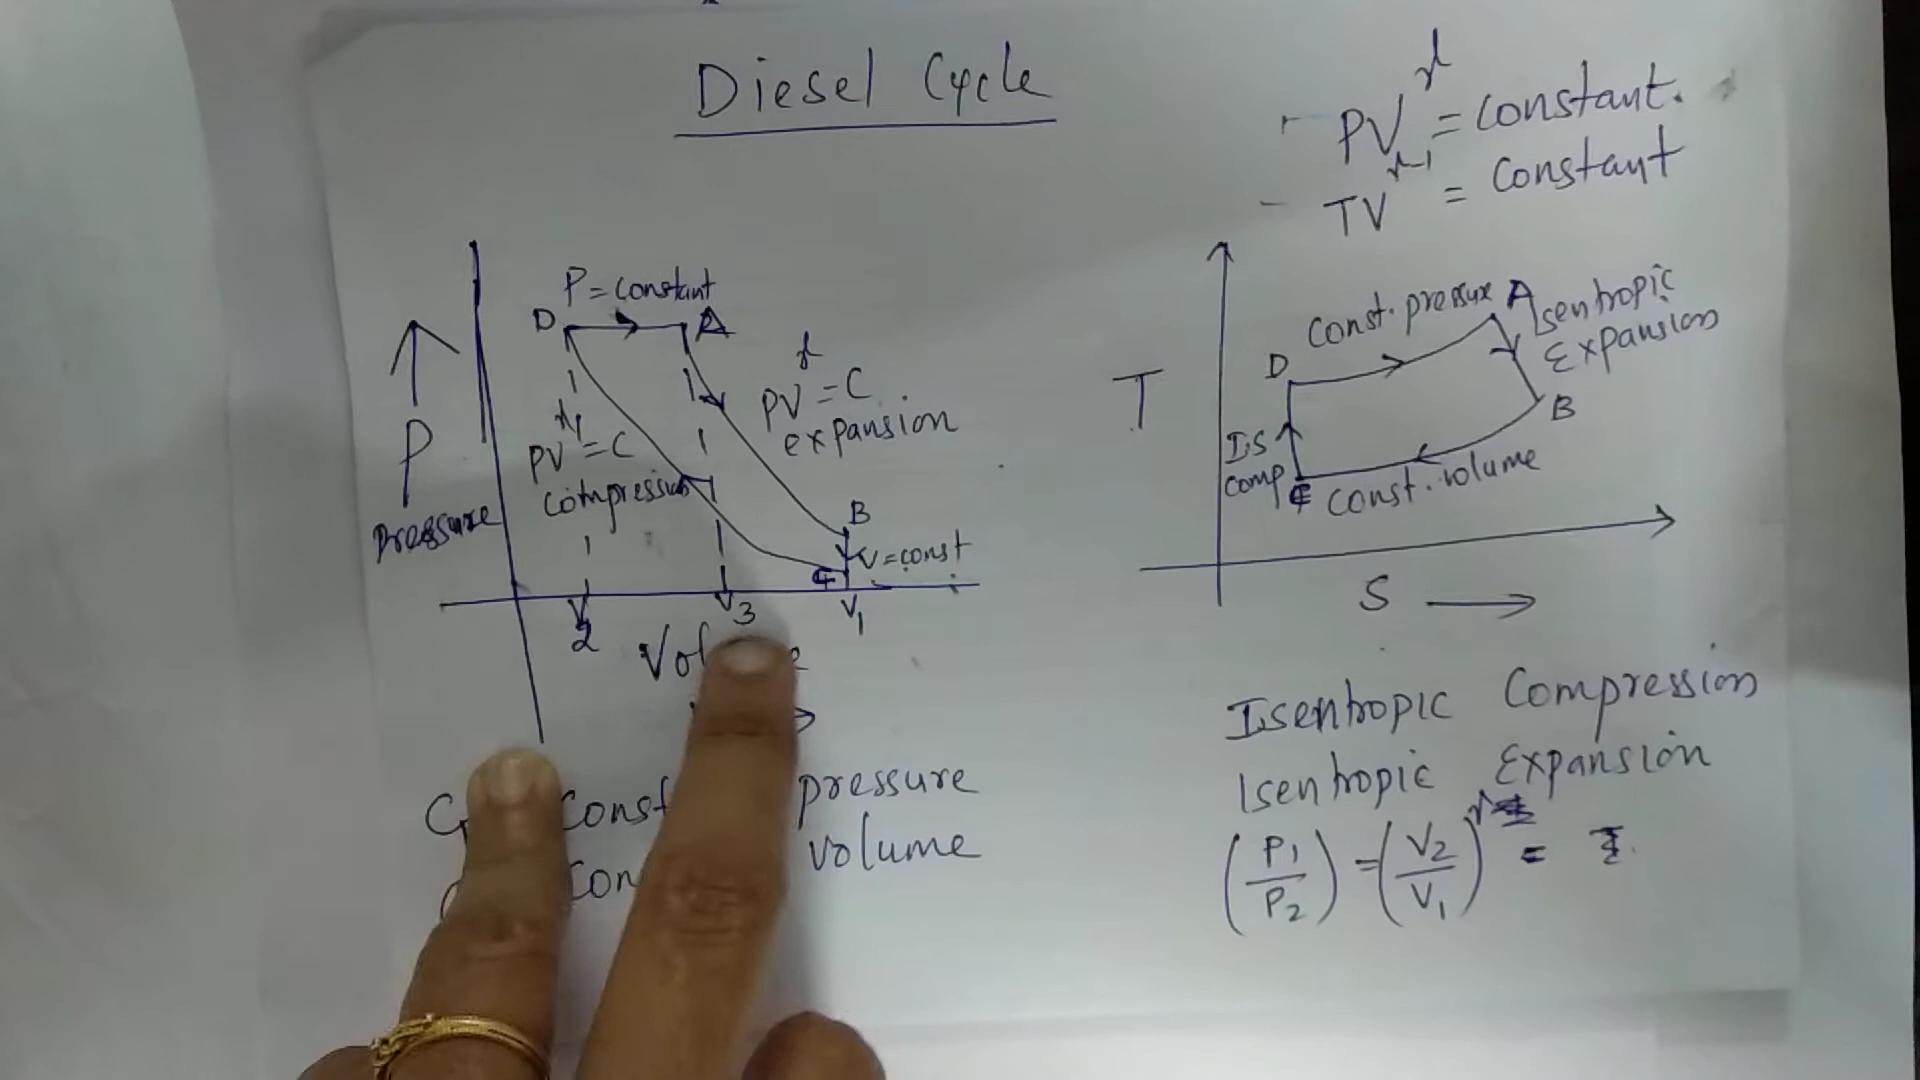 Diesel Cycle
PV^γ = constant.
TV^γ-1 = constant
P = constant
D A
PV^γ = C
expansion
PV^γ = C
compression
P
Pressure
B
V = const
C
V2 V3 V1
T
const. pressure A
Isentropic
Expansion
D
B
I.S
comp
C const. volume
S
Isentropic Compression
Isentropic Expansion
(P1/P2) = (V2/V1)^γ =
pressure
volume